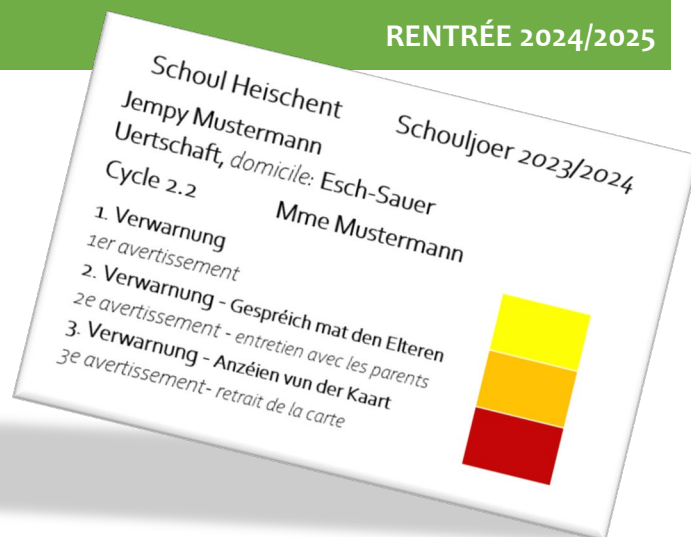 RENTRÉE 2024/2025
Schoul Heischent
Schouljoer 2023/2024
Jempy Mustermann
Uertschaft, domicile: Esch-Sauer
Cycle 2.2
Mme Mustermann
1. Verwarnung
1er avertissement
2. Verwarnung - Gespréich mat den Elteren
2e avertissement - entretien avec les parents
3. Verwarnung - Anzéien vun der Kaart
3e avertissement- retrait de la carte